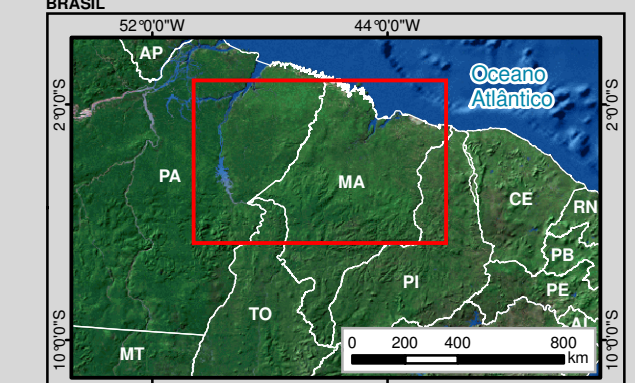 BRASIL
52°0'0"W 44°0'0"W
AP
Oceano
Atlântico
2°0'0"S 2°0'0"S
PA
MA
CE
RN
PB
PI
PE
TO
AL
10°0'0"S 10°0'0"S
MT
0 200 400 800
km